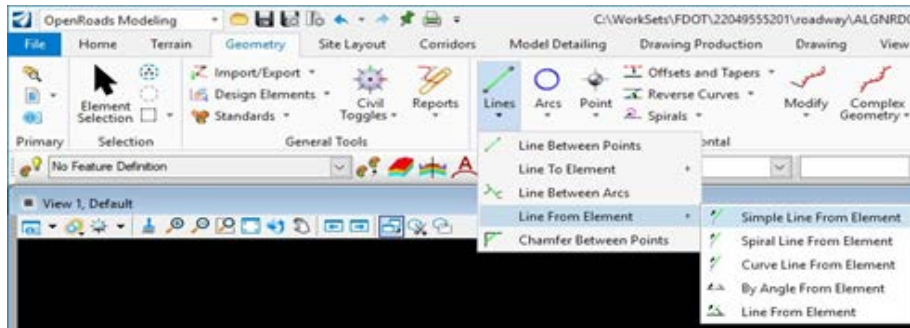 OpenRoads Modeling
C:\WorkSets\FDOT\22049555201\roadway\ALGNRD
File Home Terrain Geometry Site Layout Corridors Model Detailing Drawing Production Drawing View
Import/Export
Design Elements
Standards
Element Selection
Civil Toggles
Reports
Lines
Arcs
Point
Offsets and Tapers
Reverse Curves
Spirals
Modify
Complex Geometry
Primary Selection General Tools ontal
No Feature Definition
View 1, Default
Line Between Points
Line To Element
Line Between Arcs
Line From Element
Chamfer Between Points
Simple Line From Element
Spiral Line From Element
Curve Line From Element
By Angle From Element
Line From Element